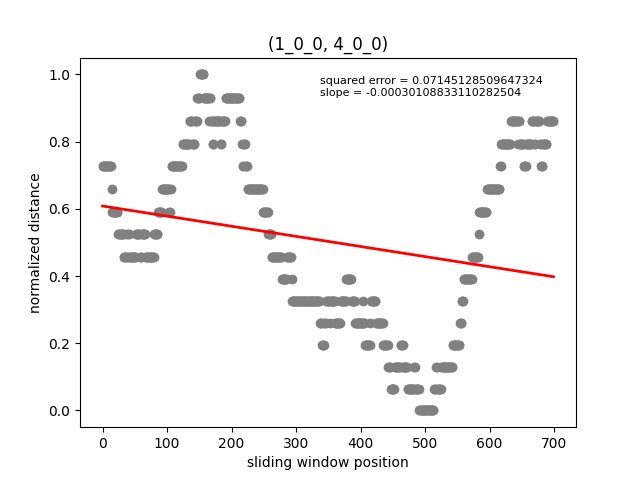 (1_0_0, 4_0_0)
squared error = 0.07145128509647324
slope = -0.00030108833110282504
1.0
0.8
0.6
0.4
0.2
0.0
normalized distance
0 100 200 300 400 500 600 700
sliding window position